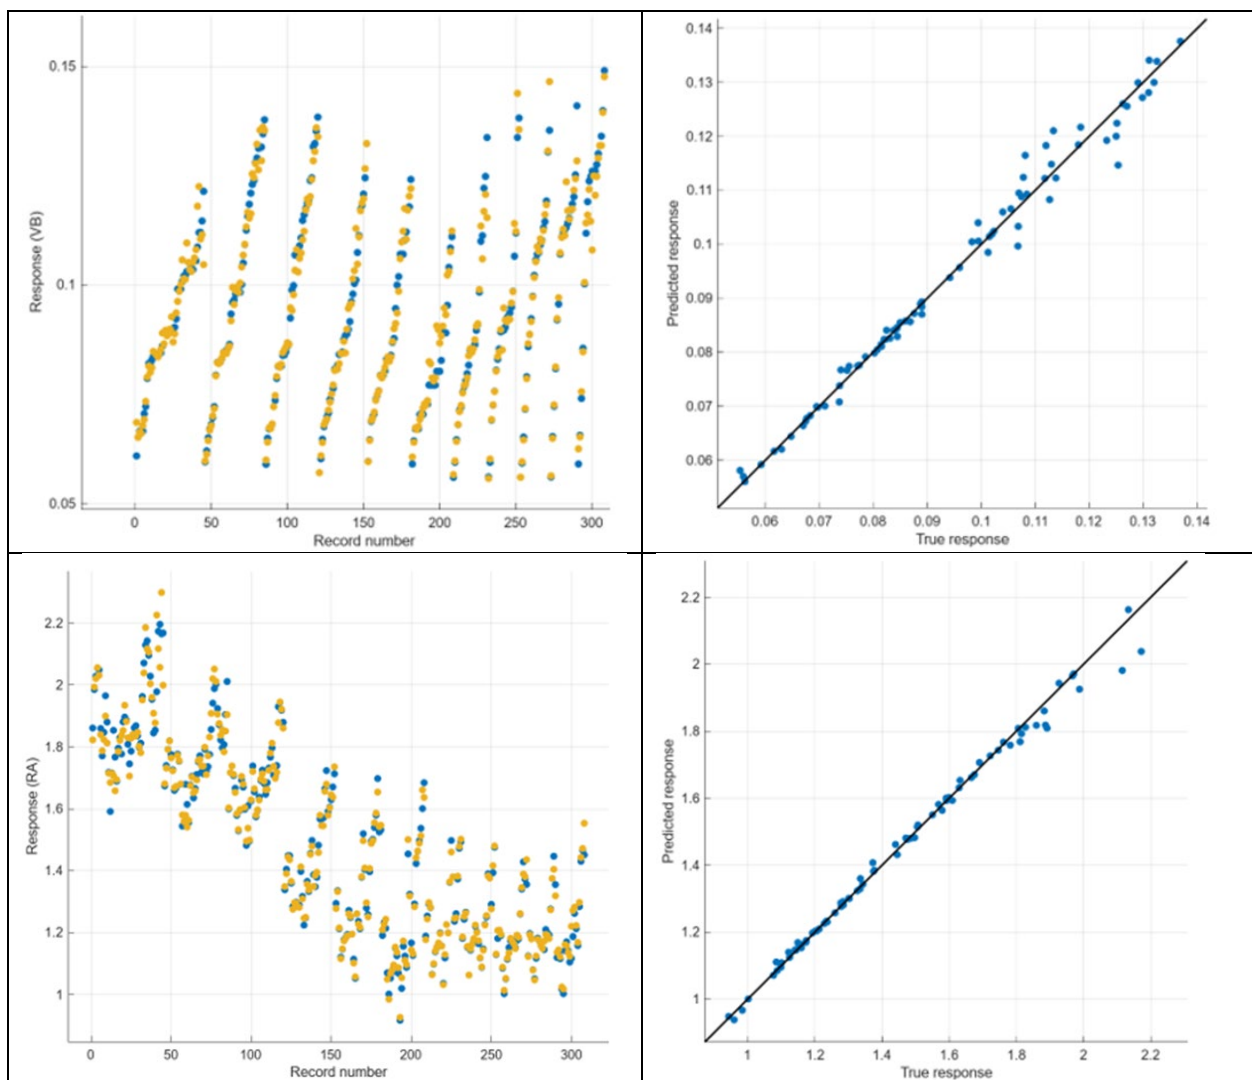 0.15
0.1
0.05
Response (VB)
0 50 100 150 200 250 300
Record number
0.14
0.13
0.12
0.11
0.1
0.09
0.08
0.07
0.06
Predicted response
0.06 0.07 0.08 0.09 0.1 0.11 0.12 0.13 0.14
True response
2.2
2
1.8
1.6
1.4
1.2
1
Response (RA)
0 50 100 150 200 250 300
Record number
2.2
2
1.8
1.6
1.4
1.2
1
Predicted response
1 1.2 1.4 1.6 1.8 2 2.2
True response